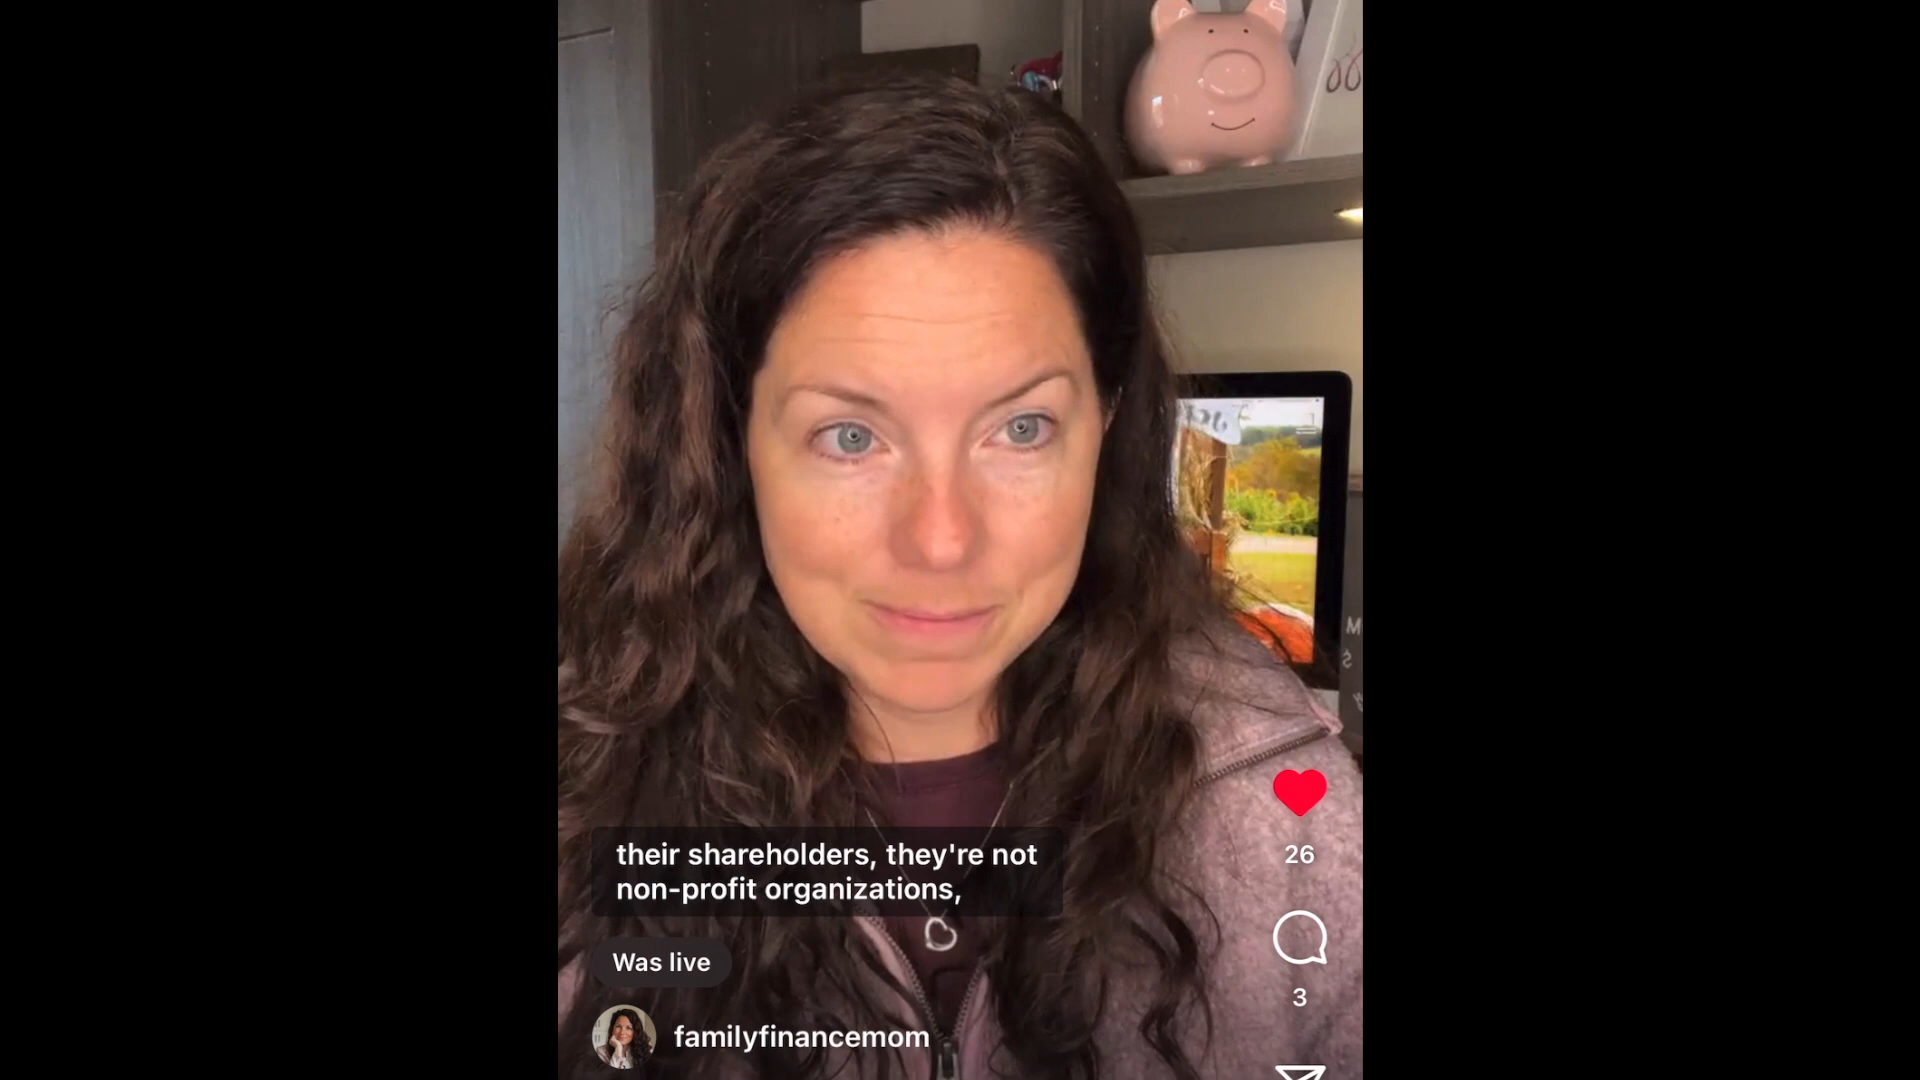 their shareholders, they're not
non-profit organizations,
26
Was live
3
familyfinancemom